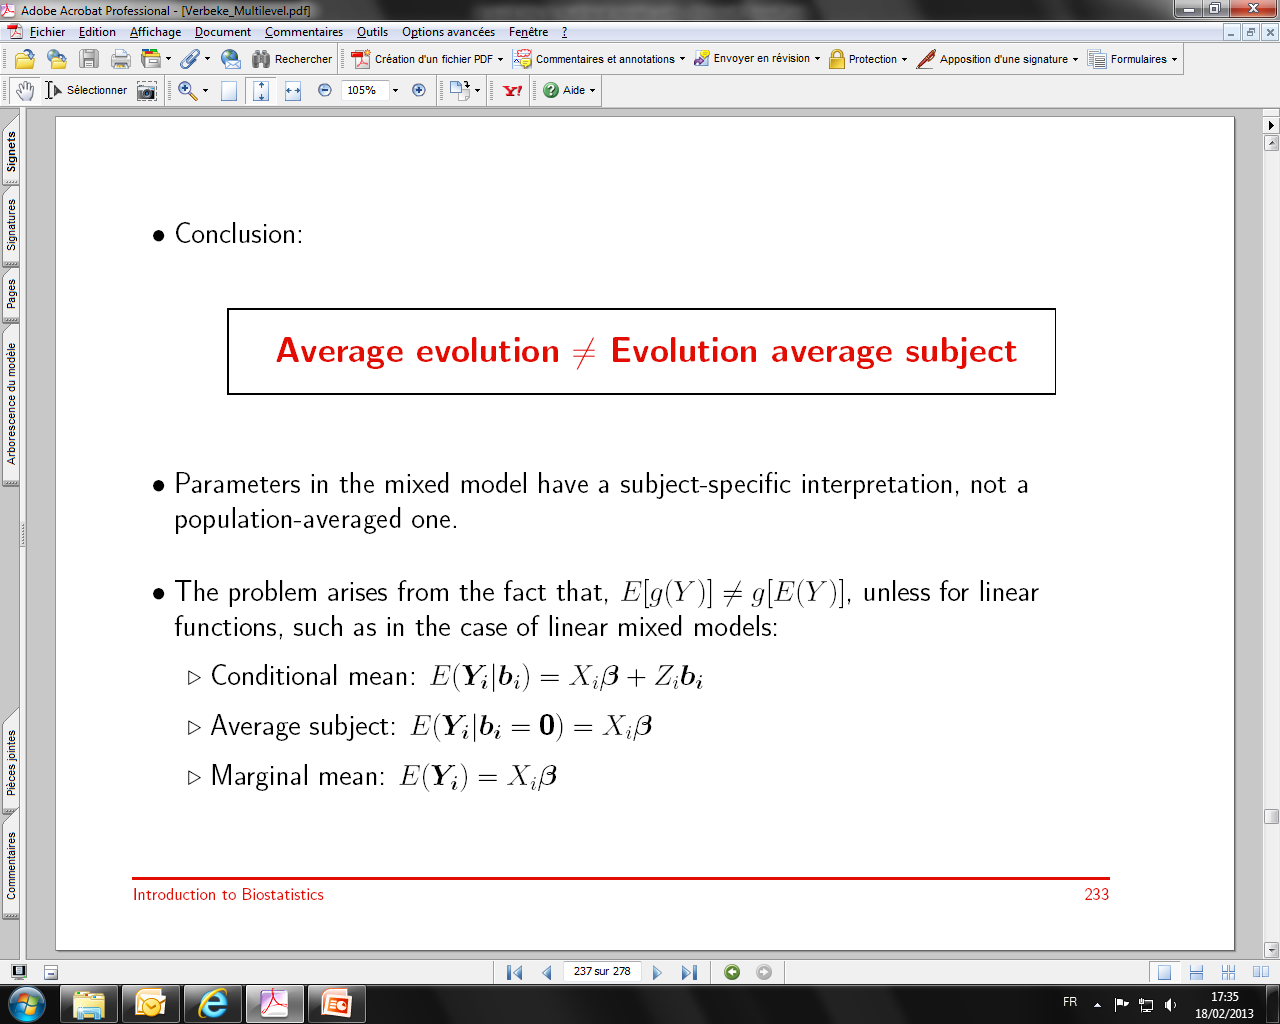 Adobe Acrobat Professional - [Verbeke_Multilevel.pdf]
Fichier Edition Affichage Document Commentaires Outils Options avancées Fenêtre ?
Rechercher Création d'un fichier PDF Commentaires et annotations Envoyer en révision Protection Apposition d'une signature Formulaires
Sélectionner 105% Y! Aide
Signets
Signatures
Pages
Arborescence du modèle
Pièces jointes
Commentaires
• Conclusion:
Average evolution ≠ Evolution average subject
• Parameters in the mixed model have a subject-specific interpretation, not a
population-averaged one.
• The problem arises from the fact that, E[g(Y)] ≠ g[E(Y)], unless for linear
functions, such as in the case of linear mixed models:
▷ Conditional mean: E(Yᵢ|bᵢ) = Xᵢβ + Zᵢbᵢ
▷ Average subject: E(Yᵢ|bᵢ = 0) = Xᵢβ
▷ Marginal mean: E(Yᵢ) = Xᵢβ
Introduction to Biostatistics 233
237 sur 278
FR 17:35
18/02/2013